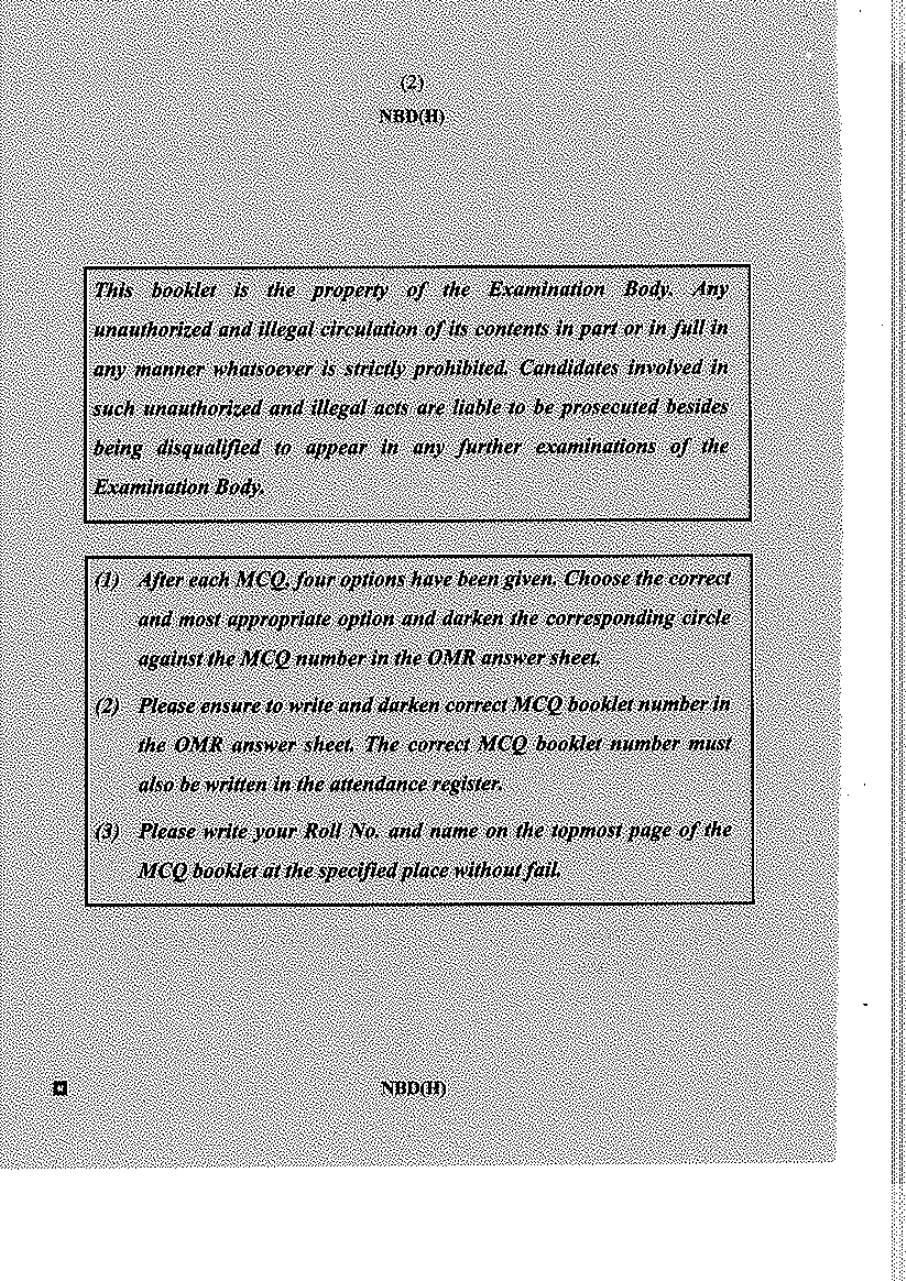 (2)
NBD(H)
This booklet is the property of the Examination Body. Any
unauthorized and illegal circulation of its contents in part or in full in
any manner whatsoever is strictly prohibited. Candidates involved in
such unauthorized and illegal acts are liable to be prosecuted besides
being disqualified to appear in any further examinations of the
Examination Body.
(1) After each MCQ, four options have been given. Choose the correct
and most appropriate option and darken the corresponding circle
against the MCQ number in the OMR answer sheet.
(2) Please ensure to write and darken correct MCQ booklet number in
the OMR answer sheet. The correct MCQ booklet number must
also be written in the attendance register.
(3) Please write your Roll No. and name on the topmost page of the
MCQ booklet at the specified place without fail.
NBD(H)